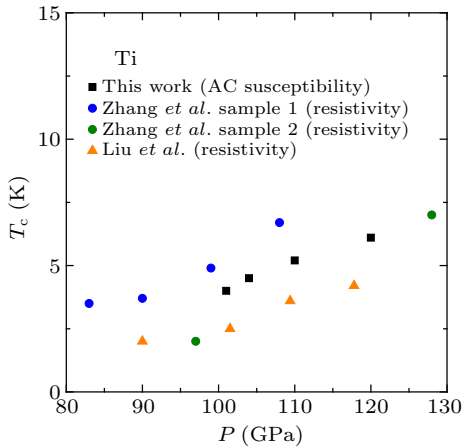 15
10
5
0
T_c (K)
Ti
This work (AC susceptibility)
Zhang et al. sample 1 (resistivity)
Zhang et al. sample 2 (resistivity)
Liu et al. (resistivity)
80 90 100 110 120 130
P (GPa)